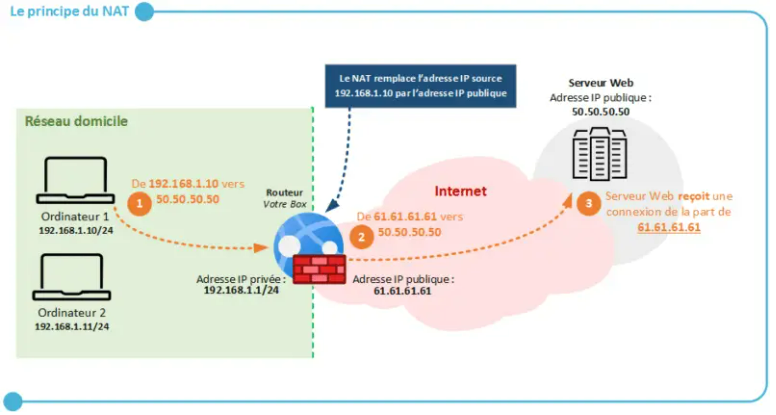 Le principe du NAT
Le NAT remplace l'adresse IP source
192.168.1.10 par l'adresse IP publique
Serveur Web
Adresse IP publique :
50.50.50.50
Réseau domicile
De 192.168.1.10 vers
50.50.50.50
1
Ordinateur 1
192.168.1.10/24
Routeur
Votre Box
Internet
De 61.61.61.61 vers
50.50.50.50
2
3
Serveur Web reçoit une
connexion de la part de
61.61.61.61
Adresse IP privée :
192.168.1.1/24
Adresse IP publique :
61.61.61.61
Ordinateur 2
192.168.1.11/24